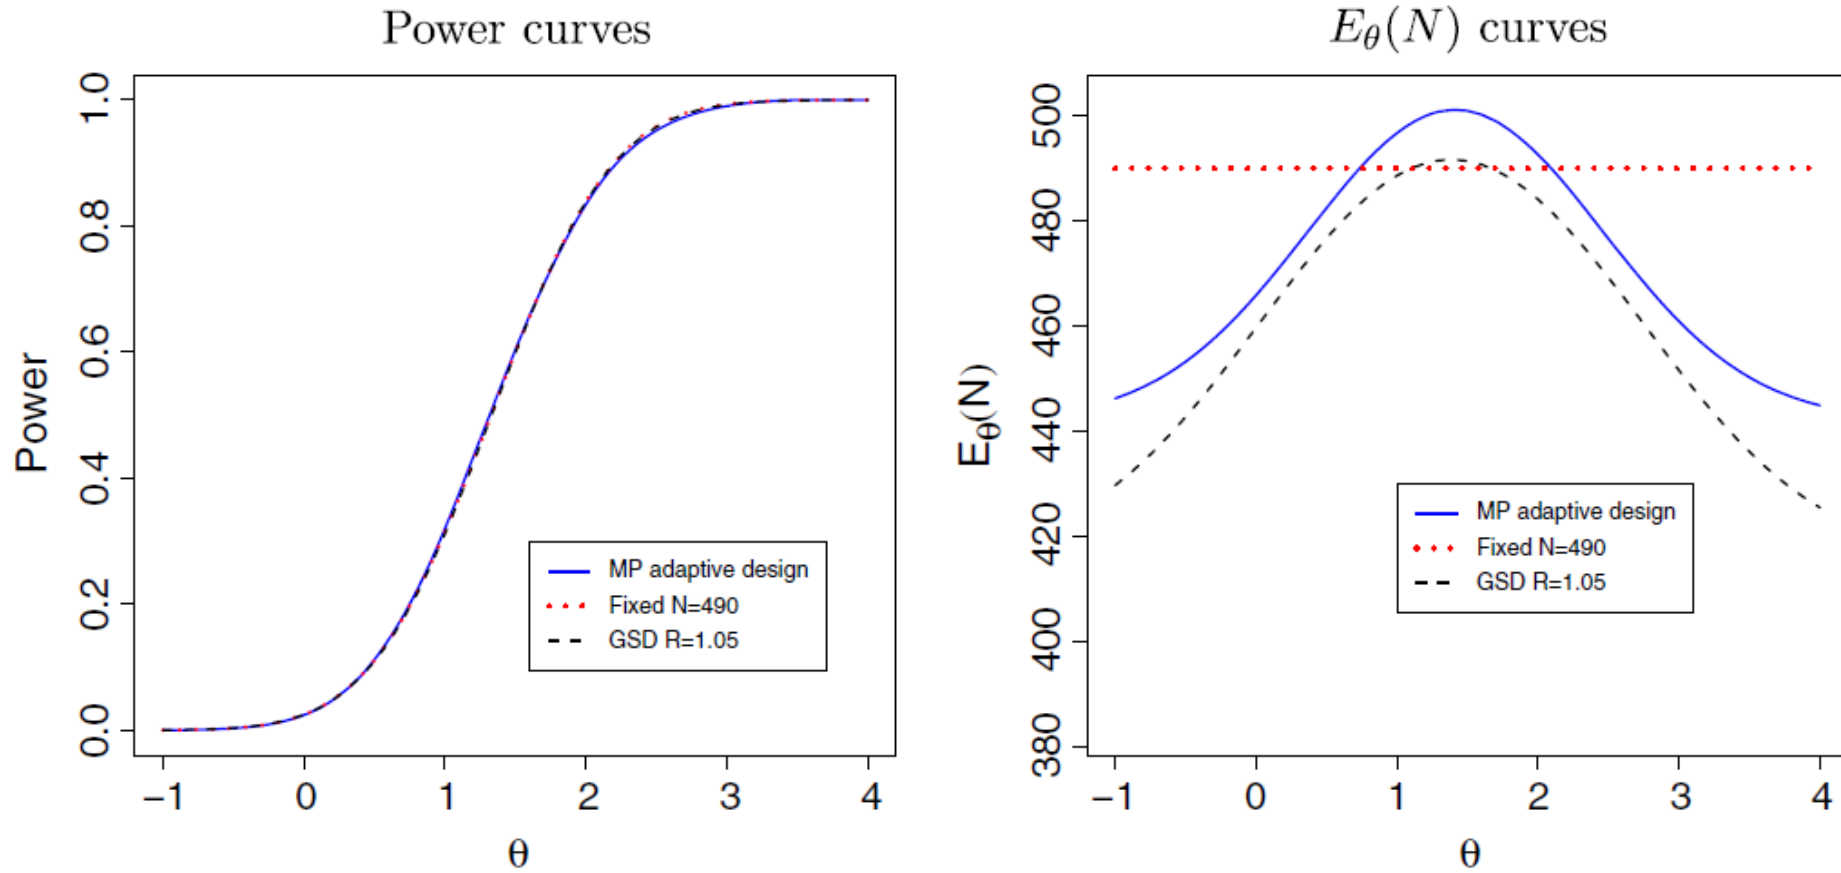 Power curves
1.0
0.8
0.6
0.4
0.2
0.0
Power
−1 0 1 2 3 4
θ
MP adaptive design
Fixed N=490
GSD R=1.05
Eθ(N) curves
500
480
460
440
420
400
380
Eθ(N)
−1 0 1 2 3 4
θ
MP adaptive design
Fixed N=490
GSD R=1.05